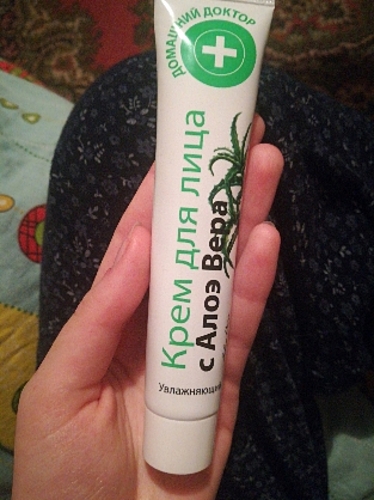 ДОМАШНИЙ ДОКТОР
Крем для лица
с Алоэ Вера
Увлажняющий